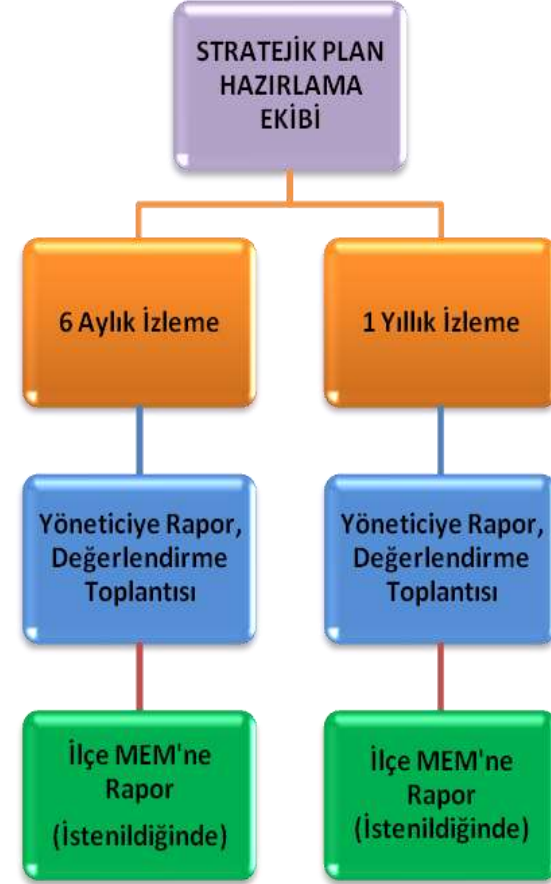 STRATEJİK PLAN
HAZIRLAMA
EKİBİ
6 Aylık İzleme
1 Yıllık İzleme
Yöneticiye Rapor,
Değerlendirme
Toplantısı
Yöneticiye Rapor,
Değerlendirme
Toplantısı
İlçe MEM'ne
Rapor
(İstenildiğinde)
İlçe MEM'ne
Rapor
(İstenildiğinde)